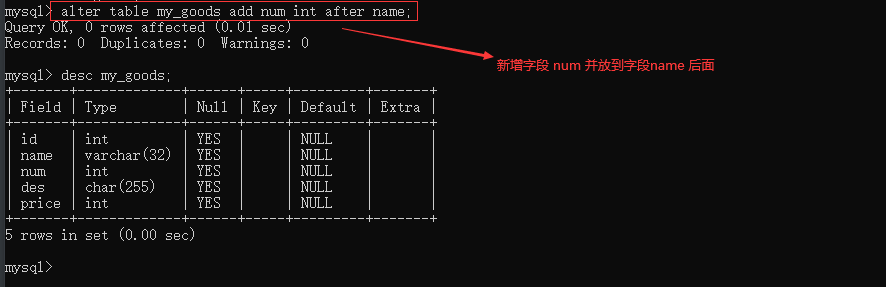 mysql> alter table my_goods add num int after name;
Query OK, 0 rows affected (0.01 sec)
Records: 0  Duplicates: 0  Warnings: 0
新增字段 num 并放到字段name 后面
mysql> desc my_goods;
+-------+-------------+------+-----+---------+-------+
| Field | Type        | Null | Key | Default | Extra |
+-------+-------------+------+-----+---------+-------+
| id    | int         | YES  |     | NULL    |       |
| name  | varchar(32) | YES  |     | NULL    |       |
| num   | int         | YES  |     | NULL    |       |
| des   | char(255)   | YES  |     | NULL    |       |
| price | int         | YES  |     | NULL    |       |
+-------+-------------+------+-----+---------+-------+
5 rows in set (0.00 sec)
mysql>